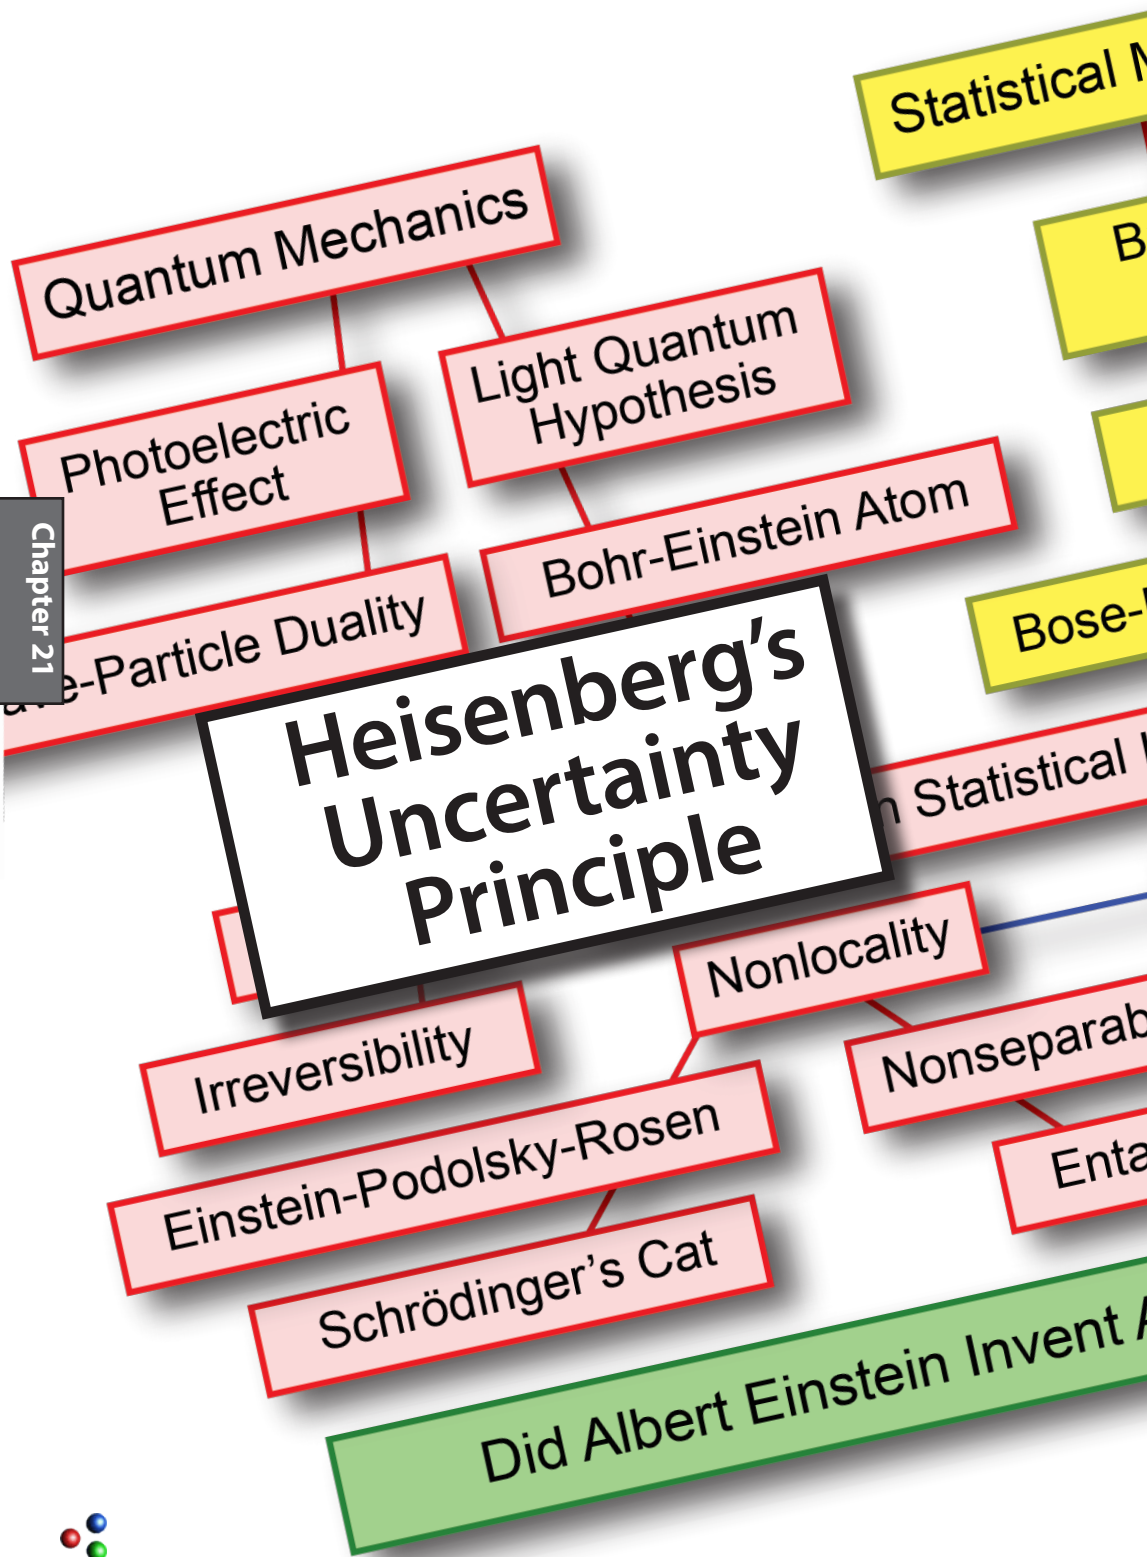 Statistical
Quantum Mechanics
Light Quantum
Hypothesis
Photoelectric
Effect
Bohr-Einstein Atom
Chapter 21
-Particle Duality
Bose-
Heisenberg’s
Uncertainty
Principle
Statistical
Nonlocality
Irreversibility
Nonseparab
Einstein-Podolsky-Rosen
Enta
Schrödinger’s Cat
Did Albert Einstein Invent